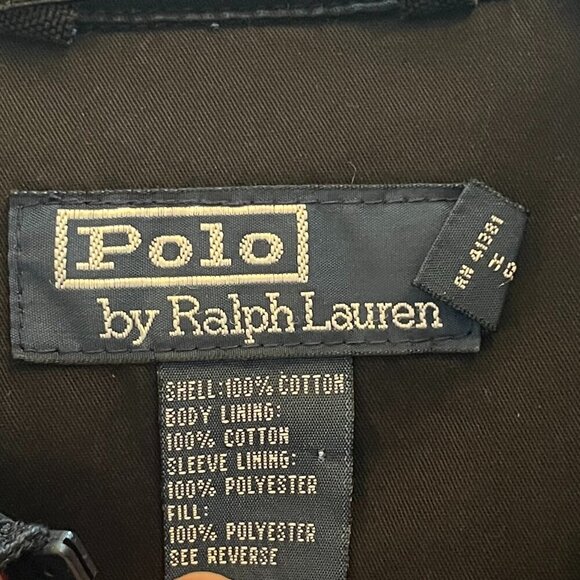 Polo
by Ralph Lauren
RN 41381
SHELL:100% COTTON
BODY LINING:
100% COTTON
SLEEVE LINING:
100% POLYESTER
FILL:
100% POLYESTER
SEE REVERSE